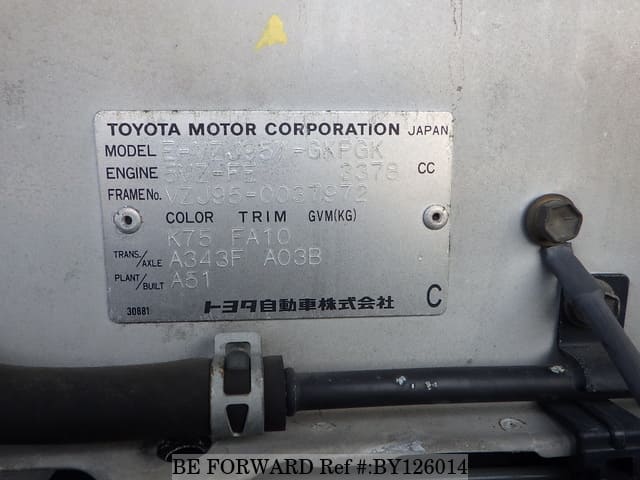 TOYOTA MOTOR CORPORATION JAPAN
MODEL E-VZJ95W-GKPGK
ENGINE 5VZ-FE 3378 CC
FRAME No. VZJ95-0037972
COLOR TRIM GVM(KG)
K75 FA10
TRANS./AXLE A343F A03B
PLANT/BUILT A51
30881
トヨタ自動車株式会社 C
BE FORWARD Ref #:BY126014